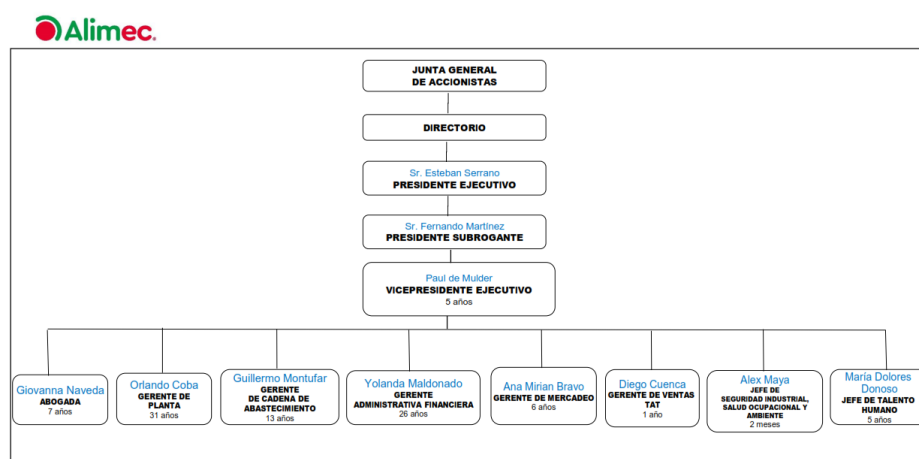 Alimec.
JUNTA GENERAL
DE ACCIONISTAS
DIRECTORIO
Sr. Esteban Serrano
PRESIDENTE EJECUTIVO
Sr. Fernando Martínez
PRESIDENTE SUBROGANTE
Paul de Mulder
VICEPRESIDENTE EJECUTIVO
5 años
Giovanna Naveda
ABOGADA
7 años
Orlando Coba
GERENTE DE
PLANTA
31 años
Guillermo Montufar
GERENTE
DE CADENA DE
ABASTECIMIENTO
13 años
Yolanda Maldonado
GERENTE
ADMINISTRATIVA FINANCIERA
26 años
Ana Mirian Bravo
GERENTE DE MERCADEO
6 años
Diego Cuenca
GERENTE DE VENTAS
TAT
1 año
Alex Maya
JEFE DE
SEGURIDAD INDUSTRIAL,
SALUD OCUPACIONAL Y
AMBIENTE
2 meses
María Dolores
Donoso
JEFE DE TALENTO
HUMANO
5 años